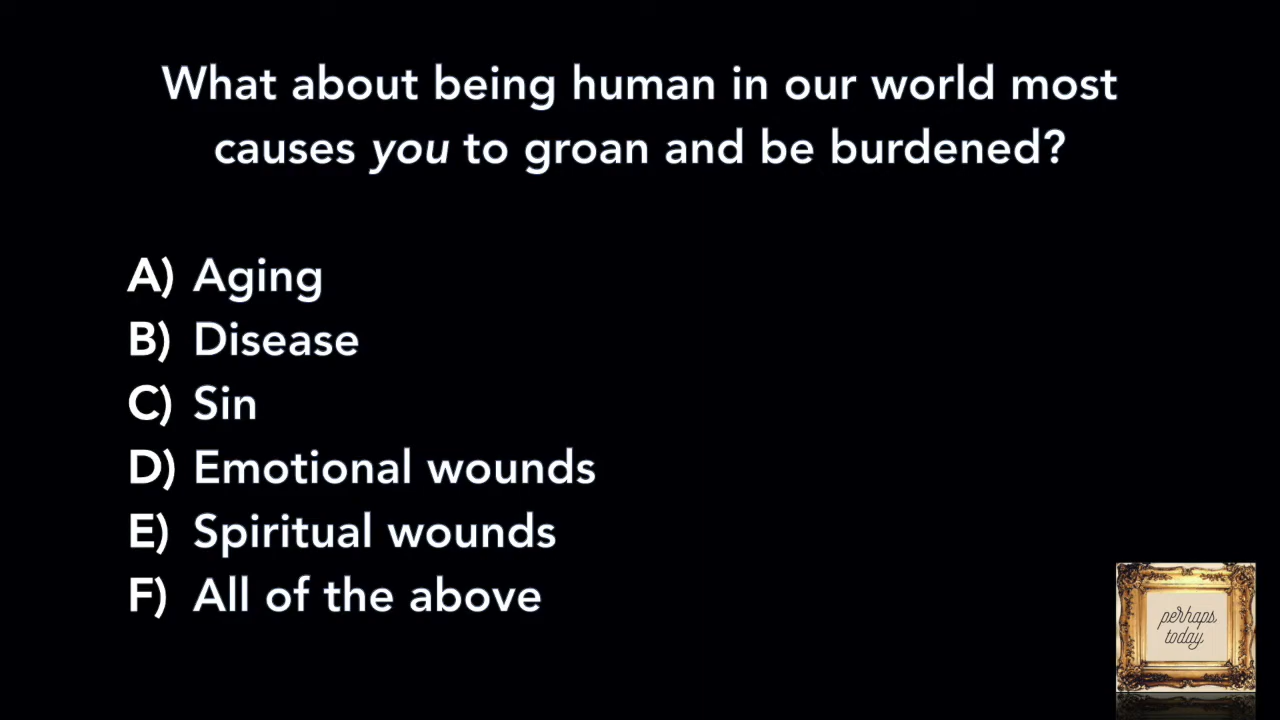 What about being human in our world most
causes you to groan and be burdened?
A) Aging
B) Disease
C) Sin
D) Emotional wounds
E) Spiritual wounds
F) All of the above
perhaps
today